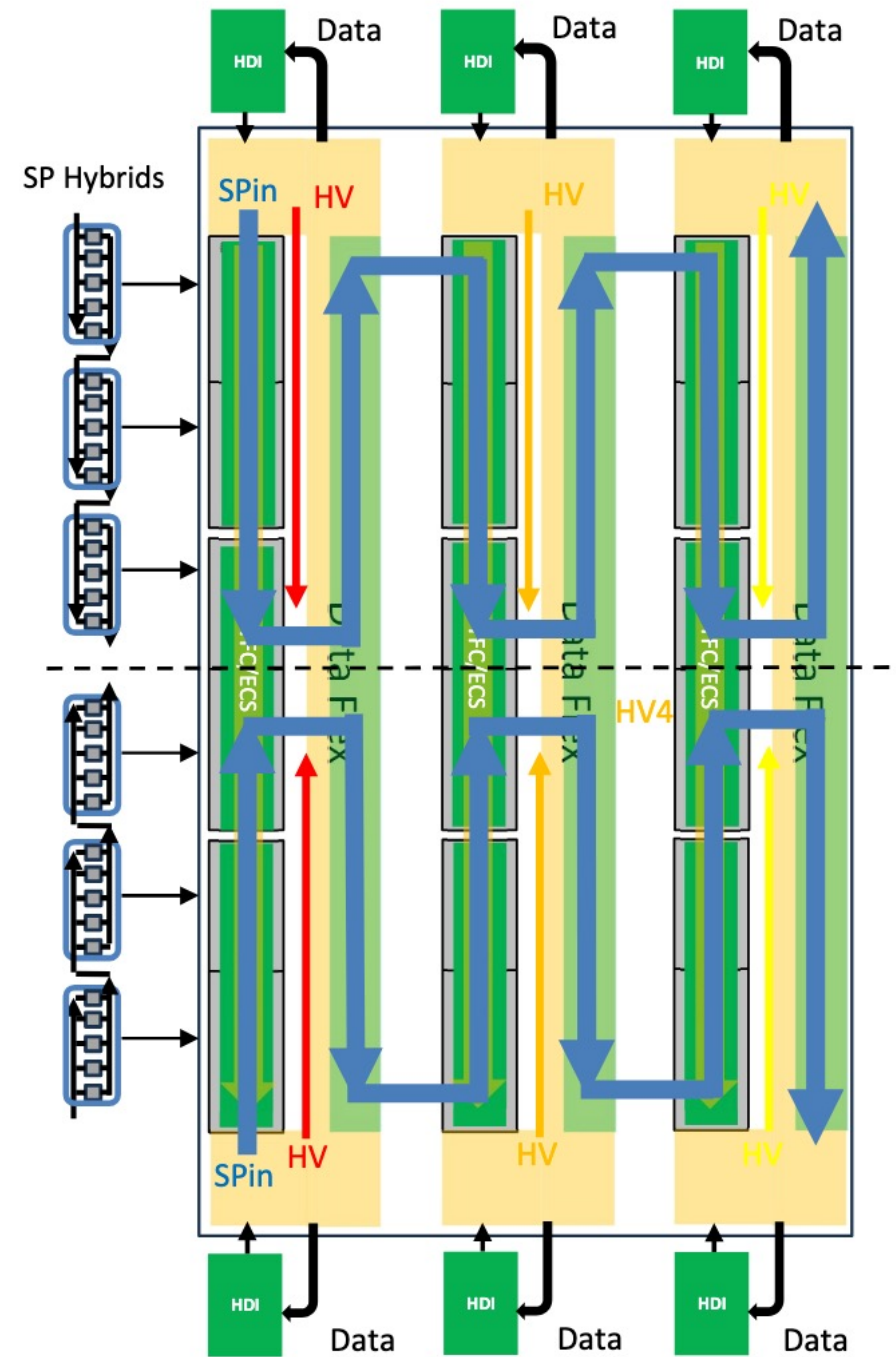 Data
Data
Data
HDI
HDI
HDI
SP Hybrids
SPin
HV
HV
HV
FC/ECS
Data Flex
FC/ECS
Data Flex
FC/ECS
Data Flex
HV4
SPin
HV
HV
HV
HDI
HDI
HDI
Data
Data
Data